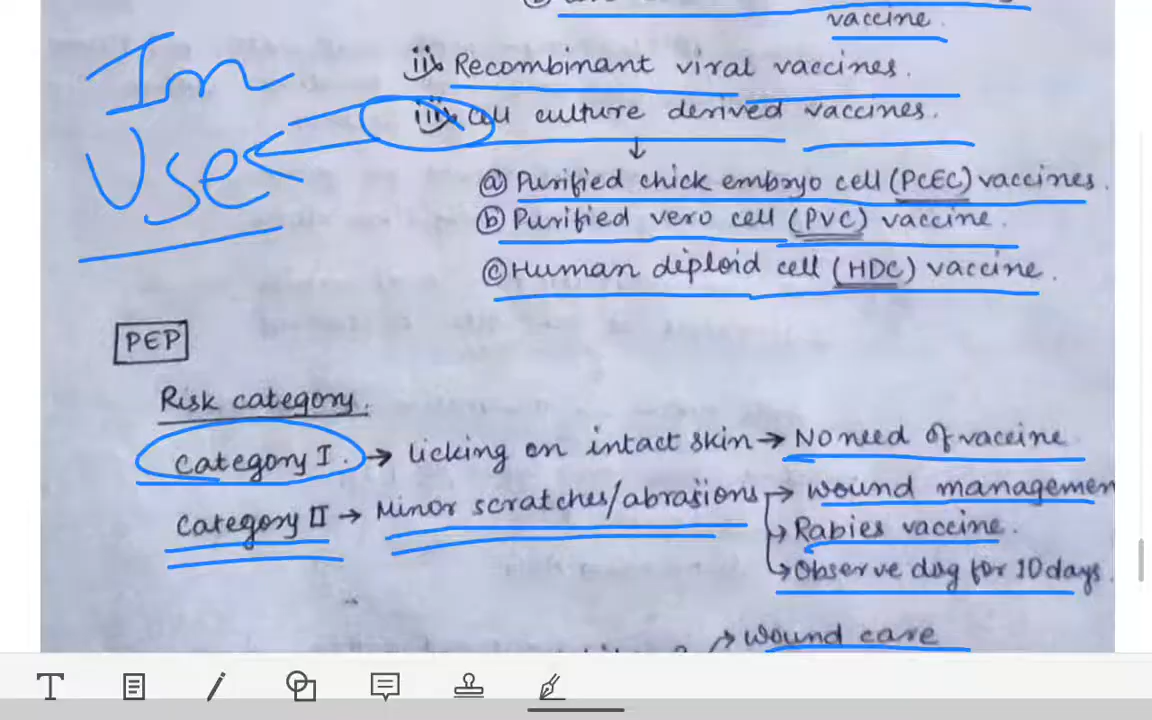 vaccine.
ii) Recombinant viral vaccines.
iii) Cell culture derived vaccines.
In
Use
↓
ⓐ Purified chick embryo cell (PCEC) vaccines.
ⓑ Purified vero cell (PVC) vaccine.
ⓒ Human diploid cell (HDC) vaccine.
PEP
Risk category.
Category I. → Licking on intact skin → No need of vaccine
Category II → Minor scratches/abrasions → wound managemen
→ Rabies vaccine.
→ Observe dog for 10 days.
→ wound care
T